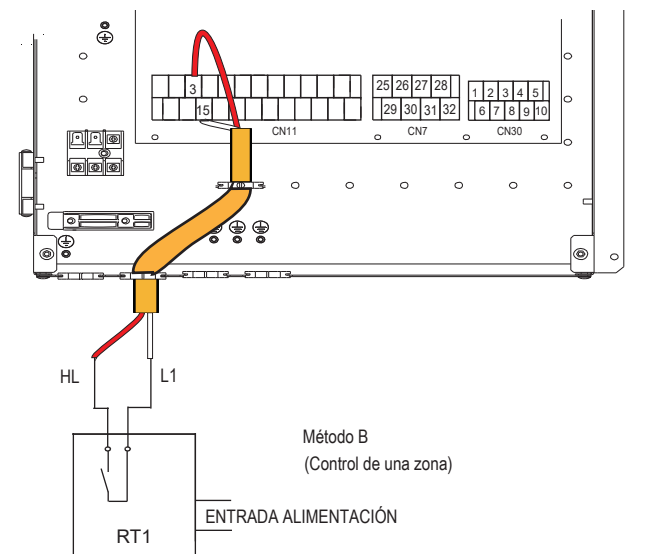 3
15
CN11
25 26 27 28
29 30 31 32
CN7
1 2 3 4 5
6 7 8 9 10
CN30
HL
L1
Método B
(Control de una zona)
ENTRADA ALIMENTACIÓN
RT1